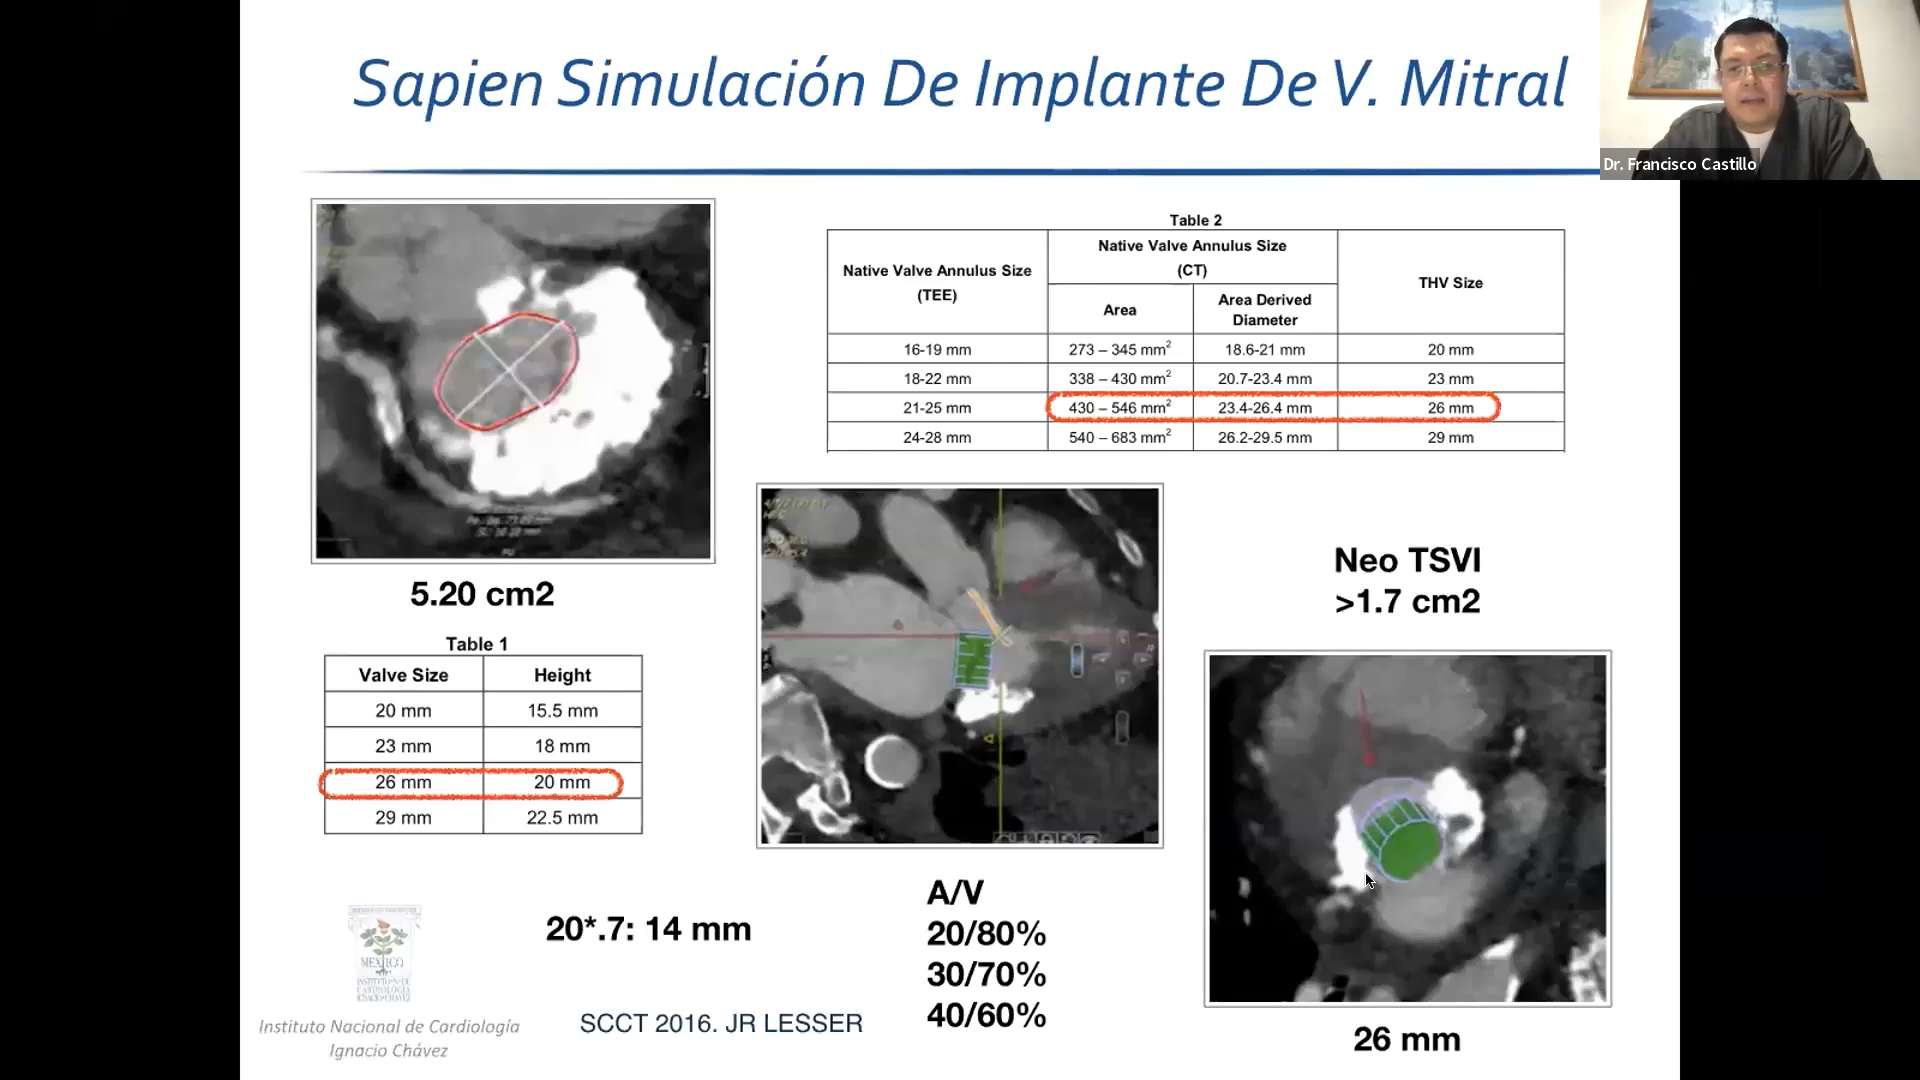 Sapien Simulación De Implante De V. Mitral
Dr. Francisco Castillo
Table 2
Native Valve Annulus Size (TEE)
Native Valve Annulus Size (CT)
THV Size
Area
Area Derived Diameter
16-19 mm 273 – 345 mm² 18.6-21 mm 20 mm
18-22 mm 338 – 430 mm² 20.7-23.4 mm 23 mm
21-25 mm 430 – 546 mm² 23.4-26.4 mm 26 mm
24-28 mm 540 – 683 mm² 26.2-29.5 mm 29 mm
5.20 cm2
Neo TSVI
>1.7 cm2
Table 1
Valve Size Height
20 mm 15.5 mm
23 mm 18 mm
26 mm 20 mm
29 mm 22.5 mm
20*.7: 14 mm
A/V
20/80%
30/70%
40/60%
MEXICO
SCCT 2016. JR LESSER
Instituto Nacional de Cardiología
Ignacio Chávez
26 mm